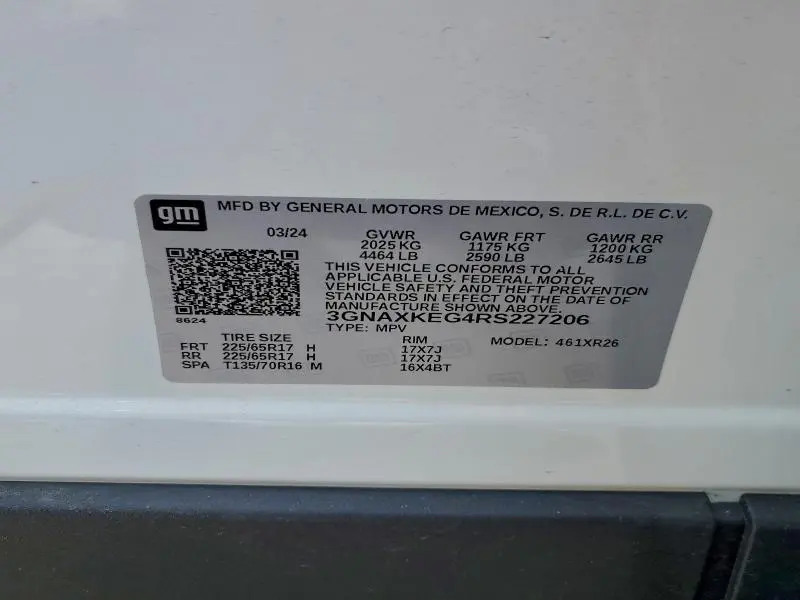 gm MFD BY GENERAL MOTORS DE MEXICO, S. DE R.L. DE C.V.
03/24 GVWR GAWR FRT GAWR RR
2025 KG 1175 KG 1200 KG
4464 LB 2590 LB 2645 LB
THIS VEHICLE CONFORMS TO ALL
APPLICABLE U.S. FEDERAL MOTOR
VEHICLE SAFETY AND THEFT PREVENTION
STANDARDS IN EFFECT ON THE DATE OF
MANUFACTURE SHOWN ABOVE.
8624 3GNAXKEG4RS227206
TYPE: MPV
TIRE SIZE RIM MODEL: 461XR26
FRT 225/65R17 H 17X7J
RR 225/65R17 H 17X7J
SPA T135/70R16 M 16X4BT